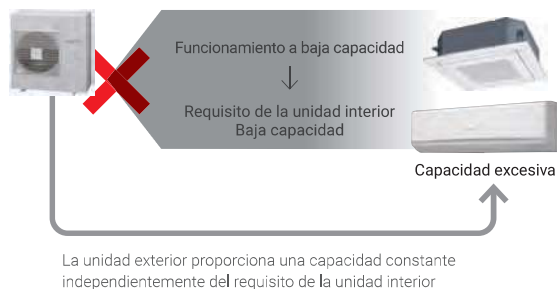 Funcionamiento a baja capacidad
Requisito de la unidad interior
Baja capacidad
Capacidad excesiva
La unidad exterior proporciona una capacidad constante
independientemente del requisito de la unidad interior